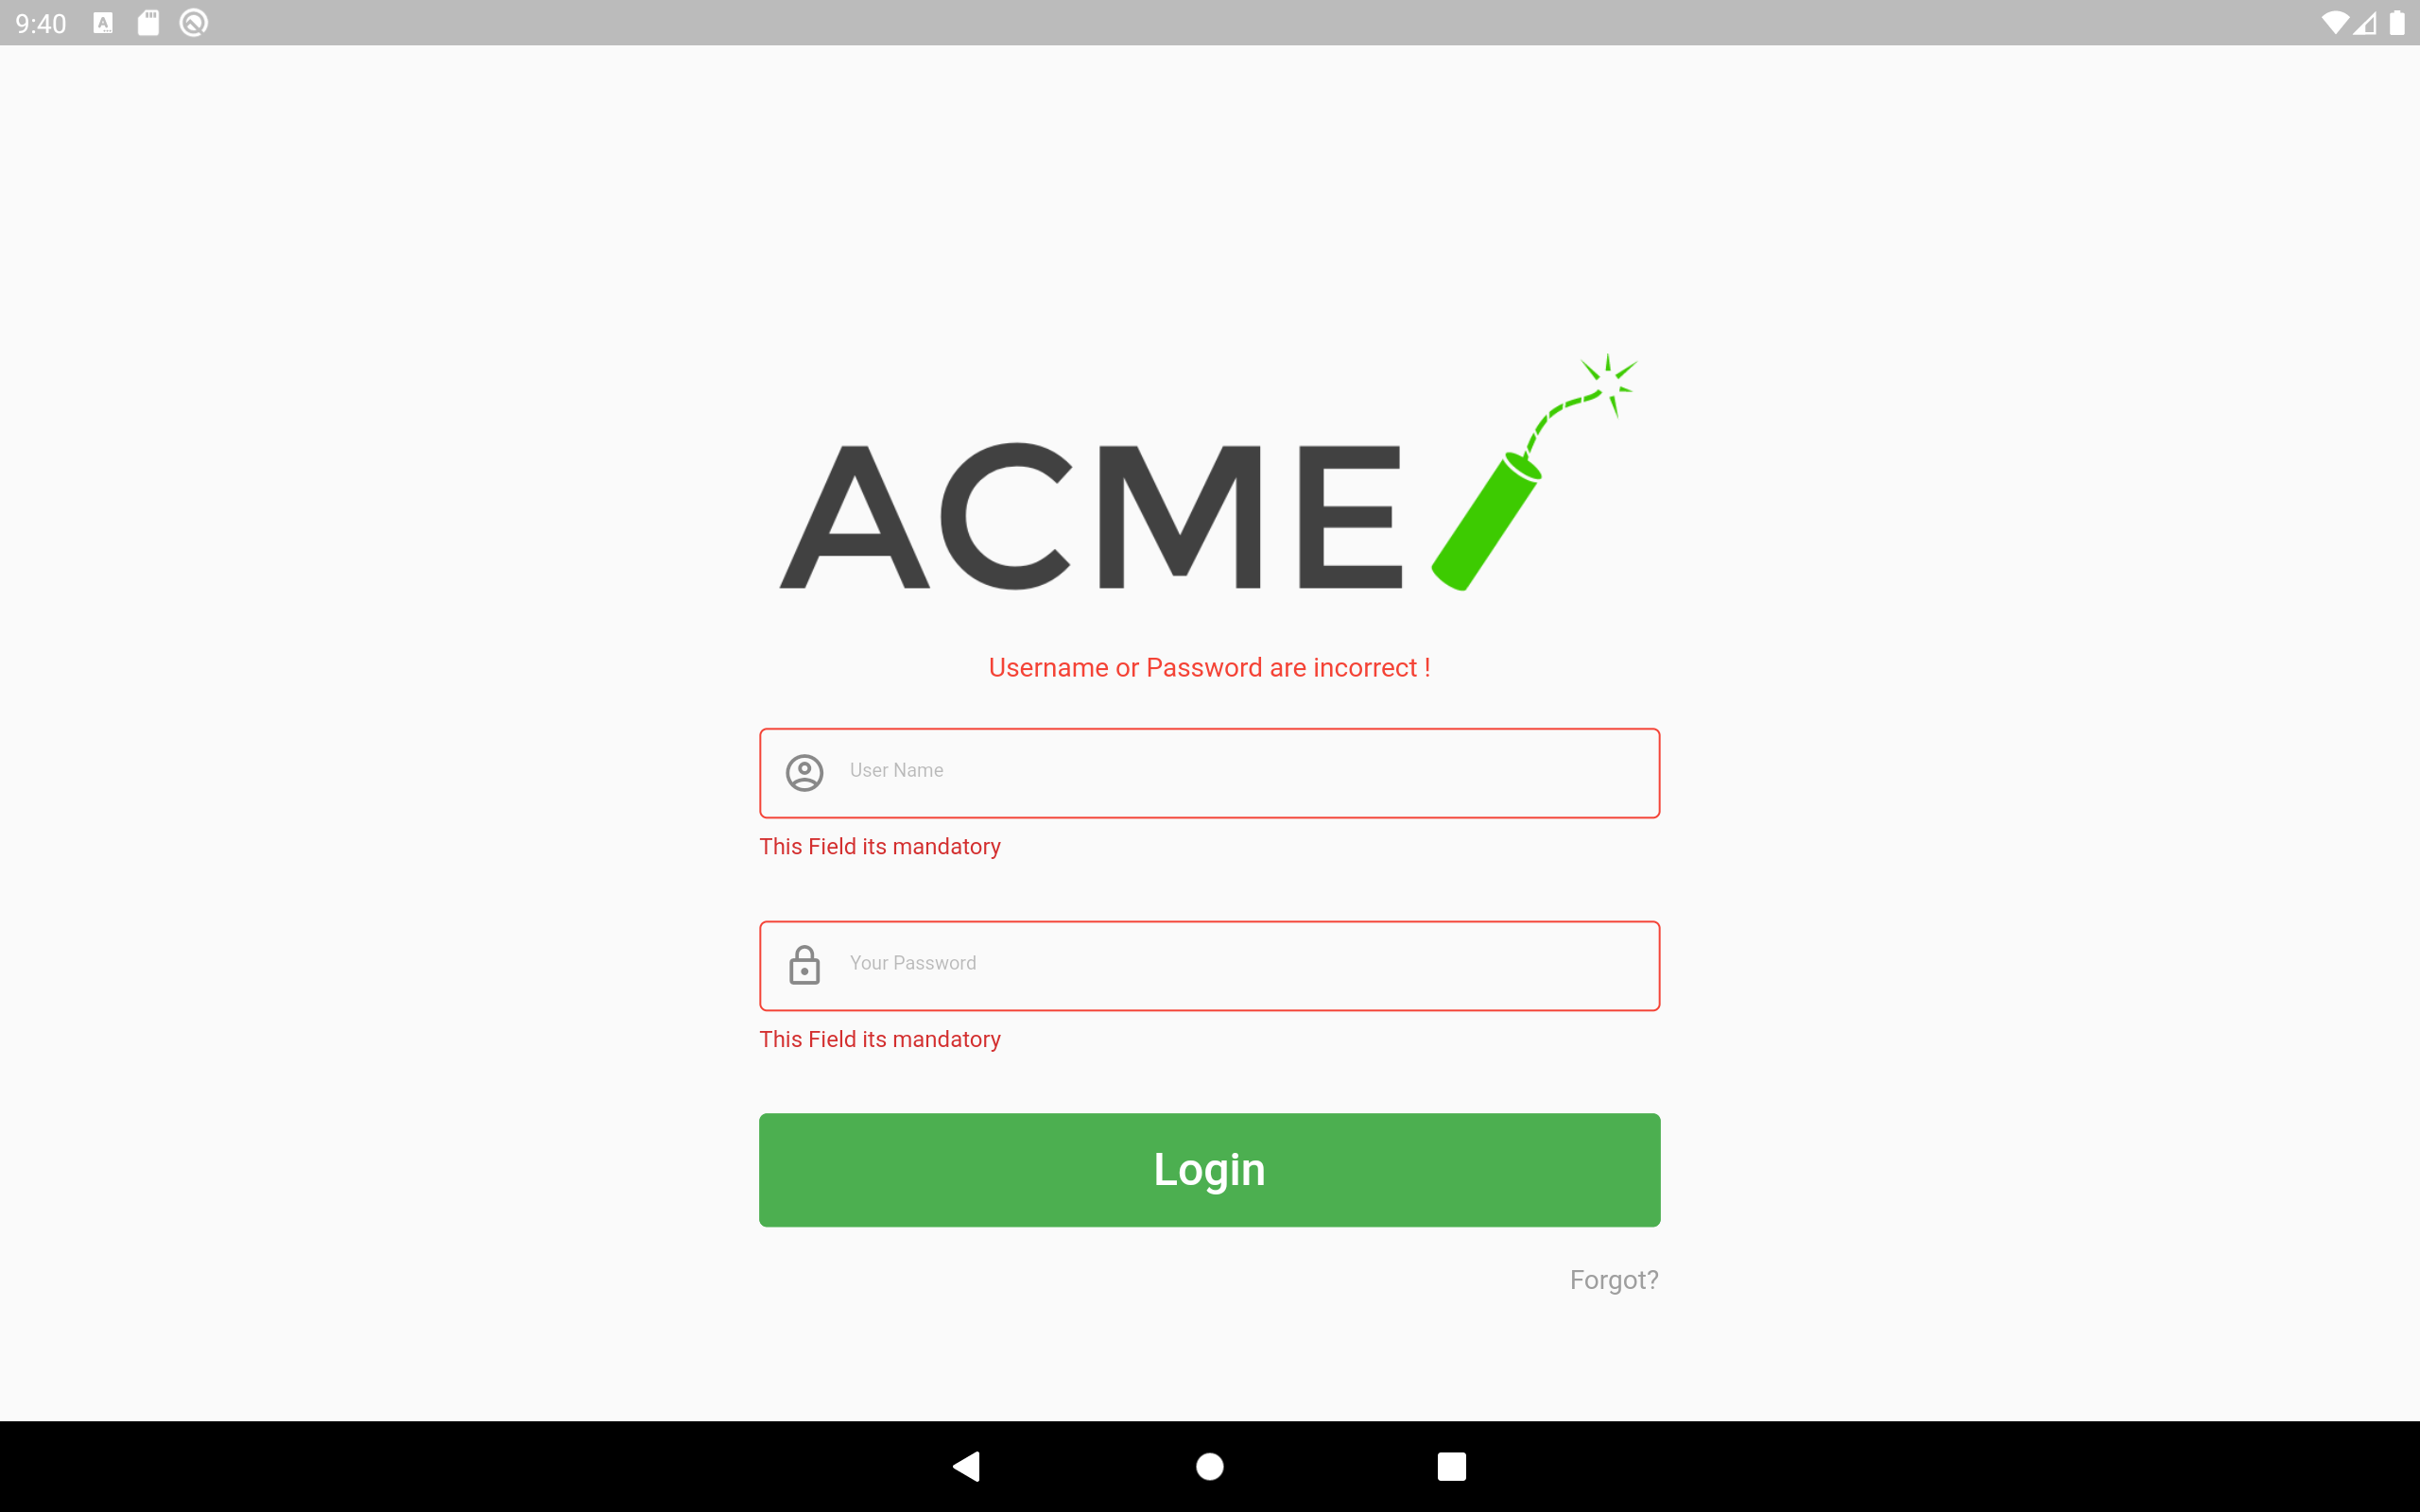 9:40
ACME
Username or Password are incorrect !
User Name
This Field its mandatory
Your Password
This Field its mandatory
Login
Forgot?